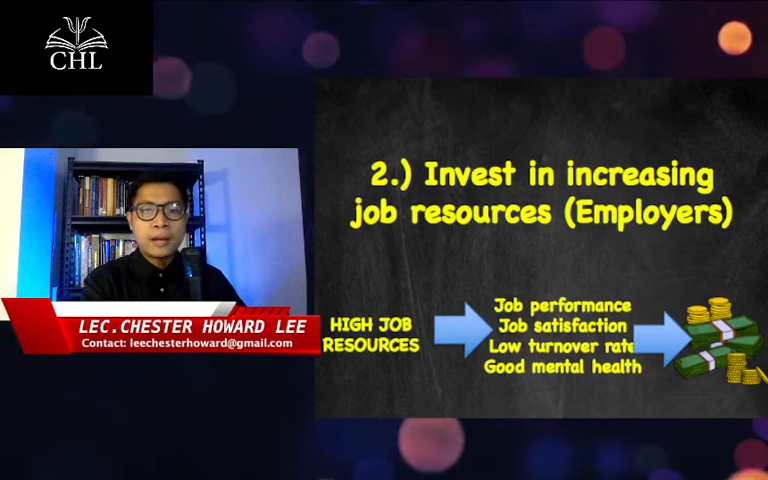 CHL
2.) Invest in increasing
job resources (Employers)
LEC.CHESTER HOWARD LEE
Contact: leechesterhoward@gmail.com
HIGH JOB
RESOURCES
Job performance
Job satisfaction
Low turnover rate
Good mental health